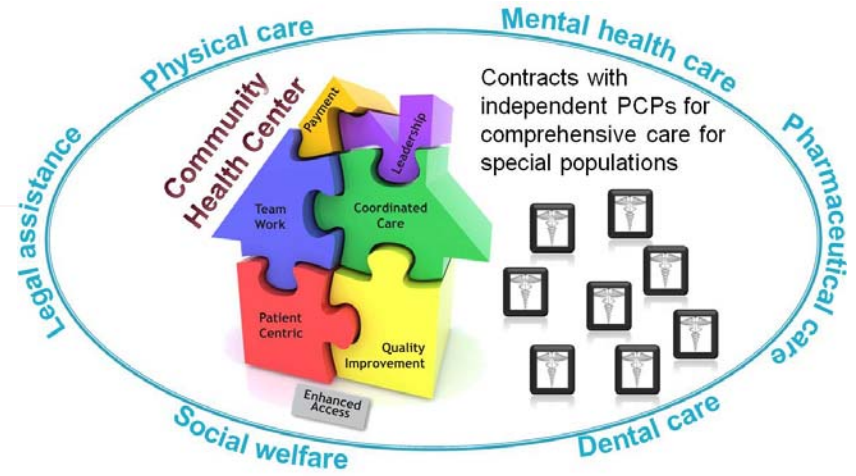 Physical care
Mental health care
Legal assistance
Pharmaceutical care
Social welfare
Dental care
Community
Health Center
Payment
Leadership
Team
Work
Coordinated
Care
Patient
Centric
Quality
Improvement
Enhanced
Access
Contracts with
independent PCPs for
comprehensive care for
special populations